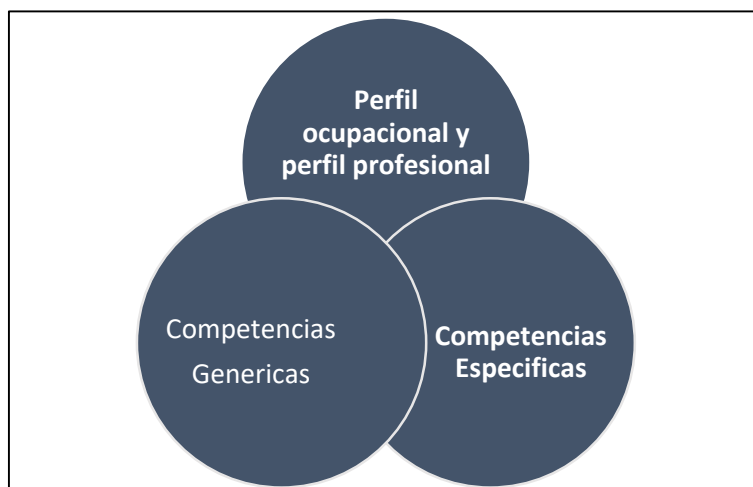 Perfil
ocupacional y
perfil profesional
Competencias
Genericas
Competencias
Especificas